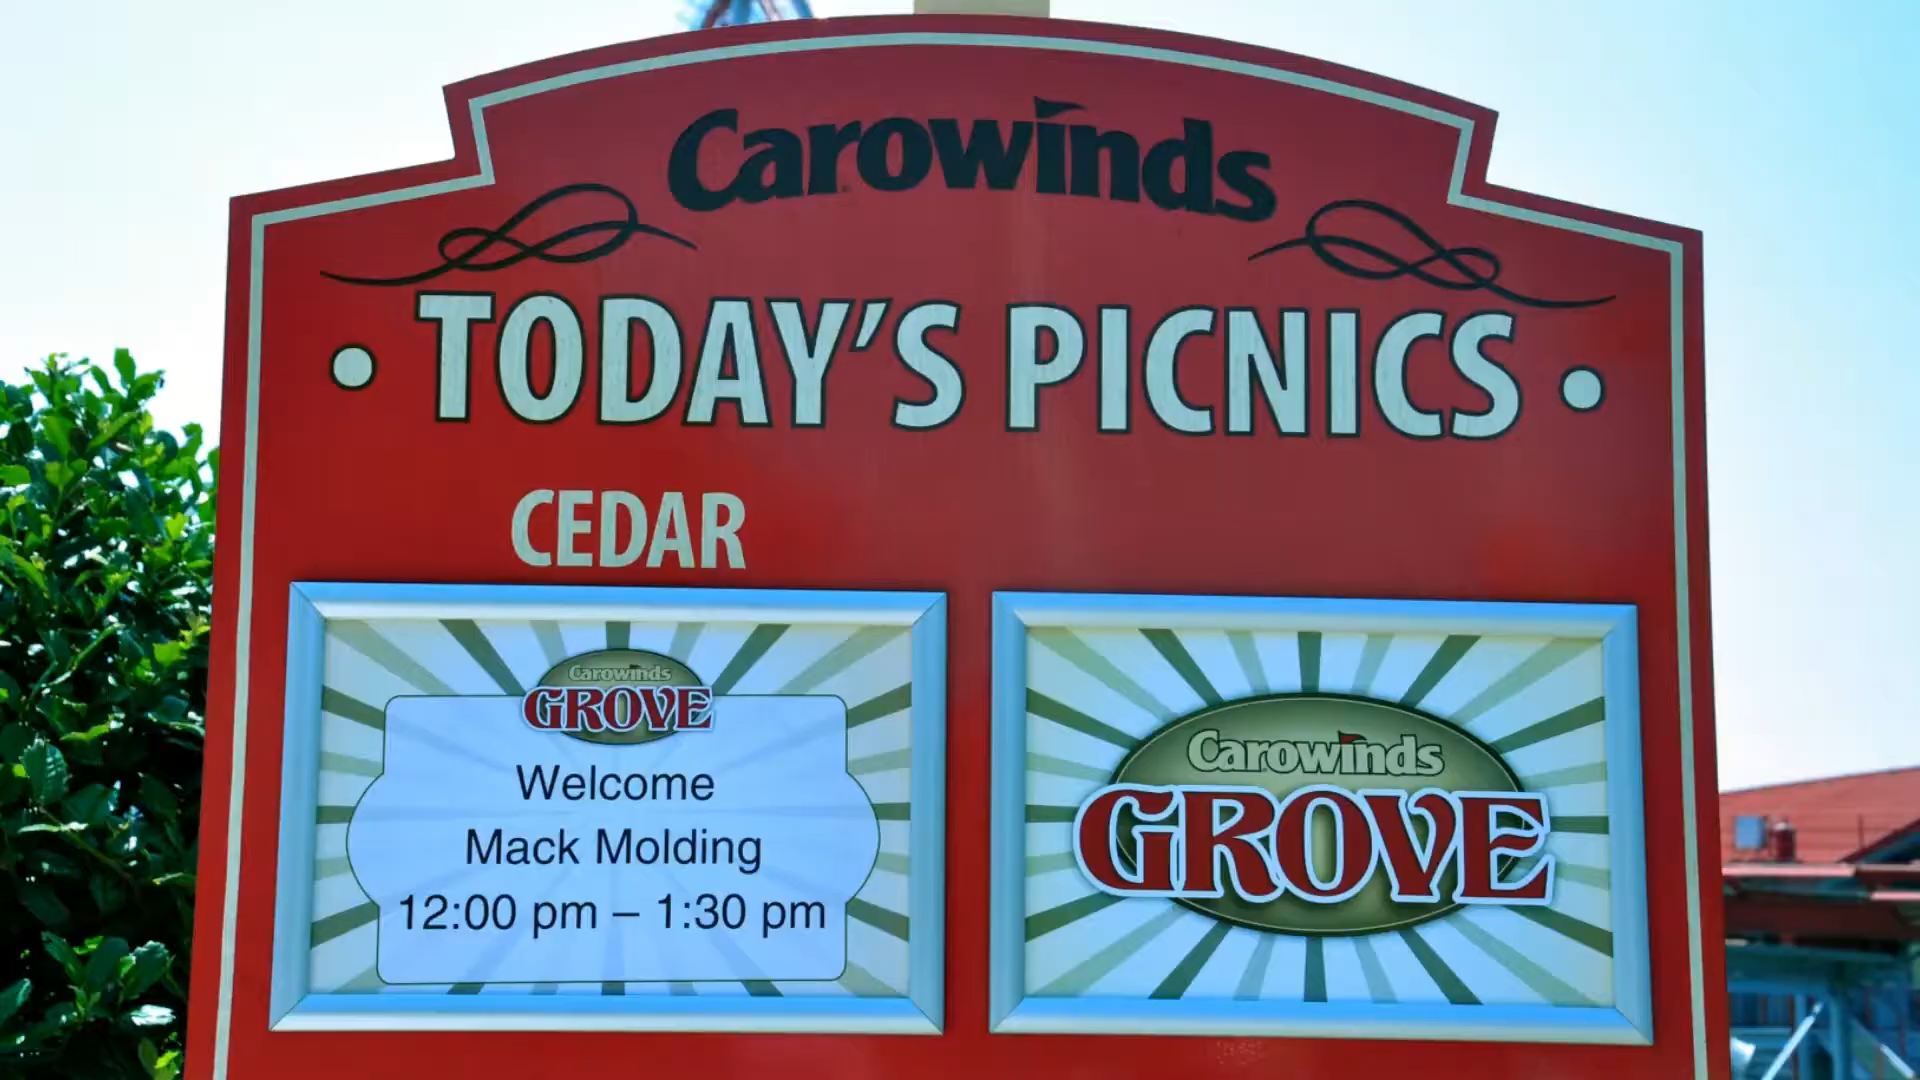 Carowinds
• TODAY'S PICNICS •
CEDAR
Carowinds
GROVE
Welcome
Mack Molding
12:00 pm – 1:30 pm
Carowinds
GROVE